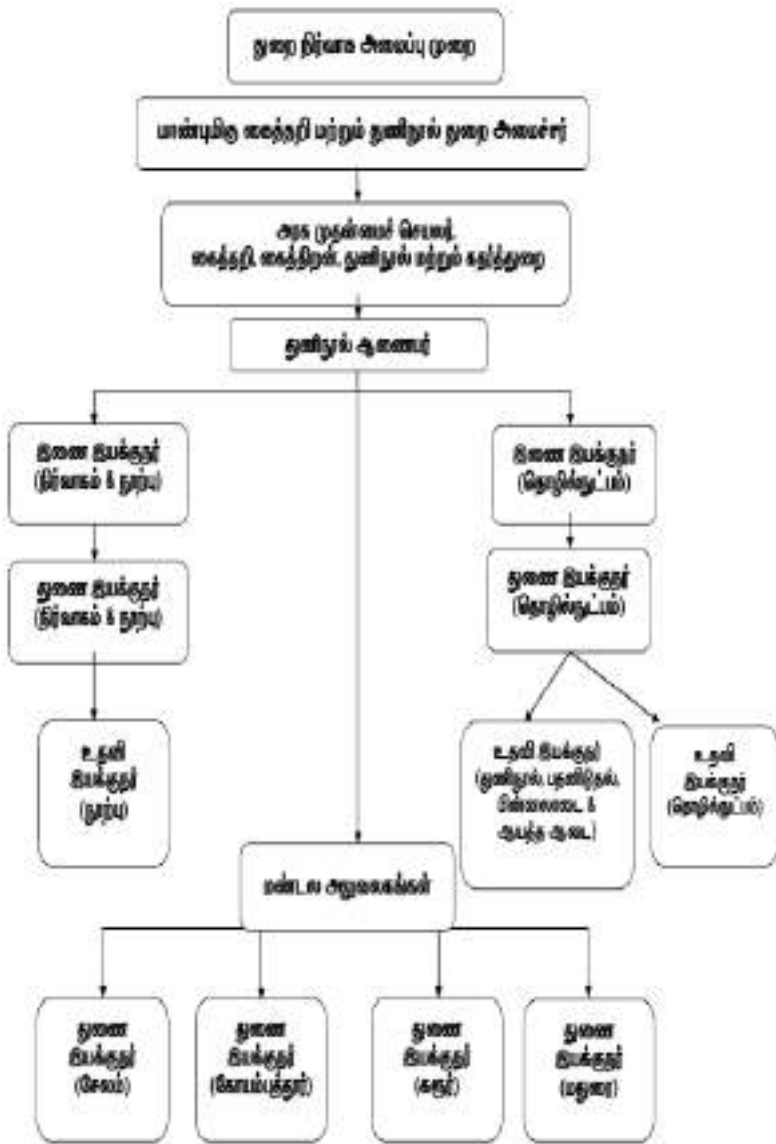 துறை நிர்வாக அமைப்பு முறை
மாண்புமிகு கைத்தறி மற்றும் துணிநூல் துறை அமைச்சர்
அரசு முதன்மைச் செயலர்,
கைத்தறி, கைத்திறன், துணிநூல் மற்றும் கதர்த்துறை
துணிநூல் ஆணையர்
இணை இயக்குநர்
(நிர்வாகம் & நூற்பு)
இணை இயக்குநர்
(தொழில்நுட்பம்)
துணை இயக்குநர்
(நிர்வாகம் & நூற்பு)
துணை இயக்குநர்
(தொழில்நுட்பம்)
உதவி
இயக்குநர்
(நூற்பு)
உதவி இயக்குநர்
(துணிநூல், பதனிடுதல்,
பின்னலாடை &
ஆயத்த ஆடை)
உதவி
இயக்குநர்
(தொழில்நுட்பம்)
மண்டல அலுவலகங்கள்
துணை
இயக்குநர்
(சேலம்)
துணை
இயக்குநர்
(கோயம்புத்தூர்)
துணை
இயக்குநர்
(கரூர்)
துணை
இயக்குநர்
(மதுரை)